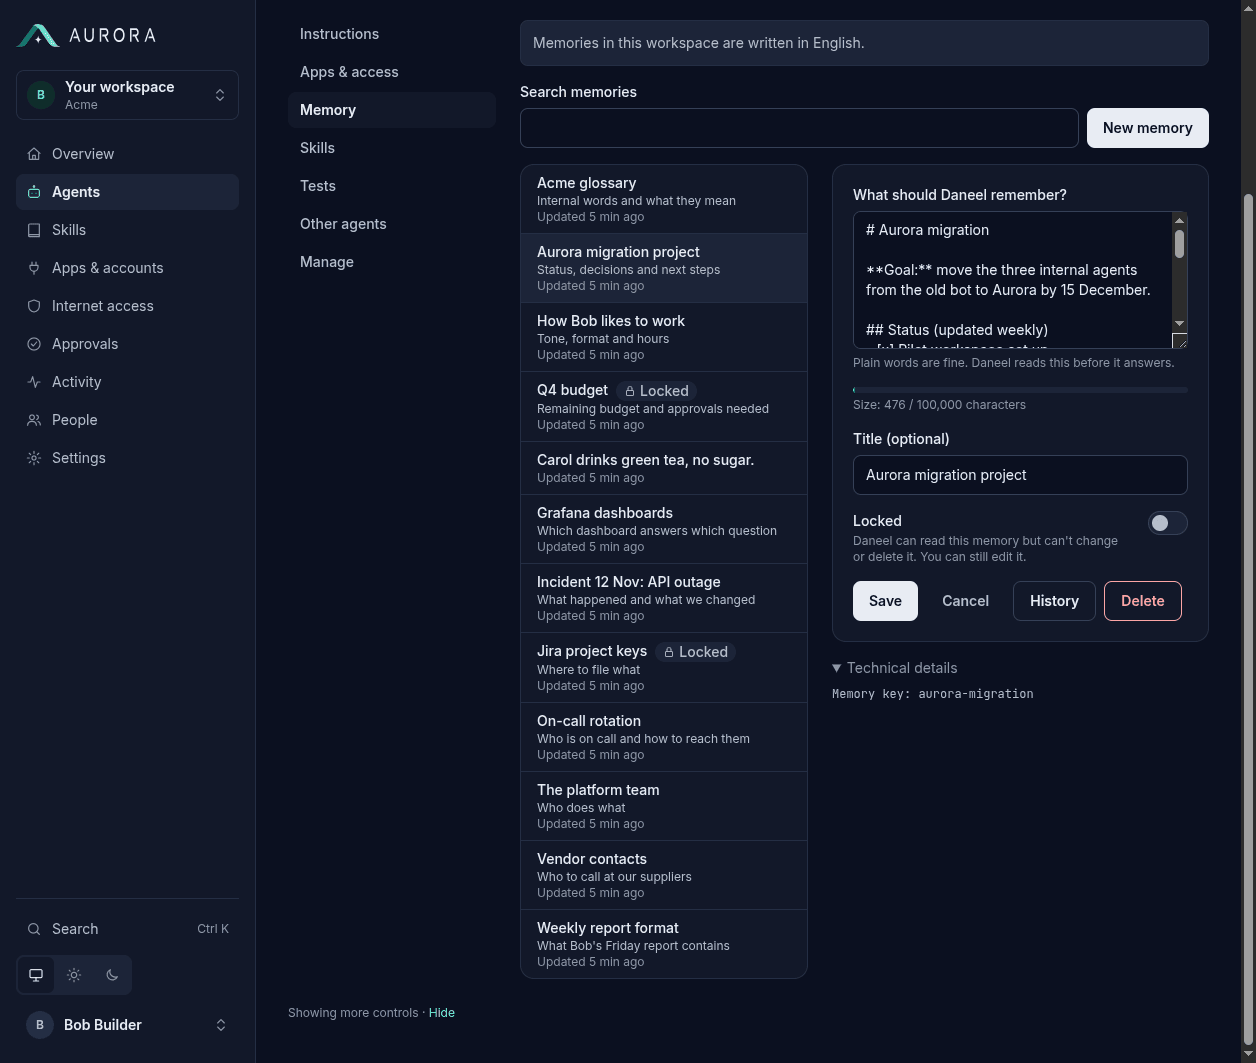 AURORA
B
Your workspace
Acme
Overview
Agents
Skills
Apps & accounts
Internet access
Approvals
Activity
People
Settings
Search
Ctrl K
B
Bob Builder
Instructions
Apps & access
Memory
Skills
Tests
Other agents
Manage
Memories in this workspace are written in English.
Search memories
New memory
Acme glossary
Internal words and what they mean
Updated 5 min ago
Aurora migration project
Status, decisions and next steps
Updated 5 min ago
How Bob likes to work
Tone, format and hours
Updated 5 min ago
Q4 budget Locked
Remaining budget and approvals needed
Updated 5 min ago
Carol drinks green tea, no sugar.
Updated 5 min ago
Grafana dashboards
Which dashboard answers which question
Updated 5 min ago
Incident 12 Nov: API outage
What happened and what we changed
Updated 5 min ago
Jira project keys Locked
Where to file what
Updated 5 min ago
On-call rotation
Who is on call and how to reach them
Updated 5 min ago
The platform team
Who does what
Updated 5 min ago
Vendor contacts
Who to call at our suppliers
Updated 5 min ago
Weekly report format
What Bob's Friday report contains
Updated 5 min ago
What should Daneel remember?
# Aurora migration
**Goal:** move the three internal agents
from the old bot to Aurora by 15 December.
## Status (updated weekly)
- [x] Pilot workspace set up
Plain words are fine. Daneel reads this before it answers.
Size: 476 / 100,000 characters
Title (optional)
Aurora migration project
Locked
Daneel can read this memory but can't change
or delete it. You can still edit it.
Save
Cancel
History
Delete
▼ Technical details
Memory key: aurora-migration
Showing more controls · Hide